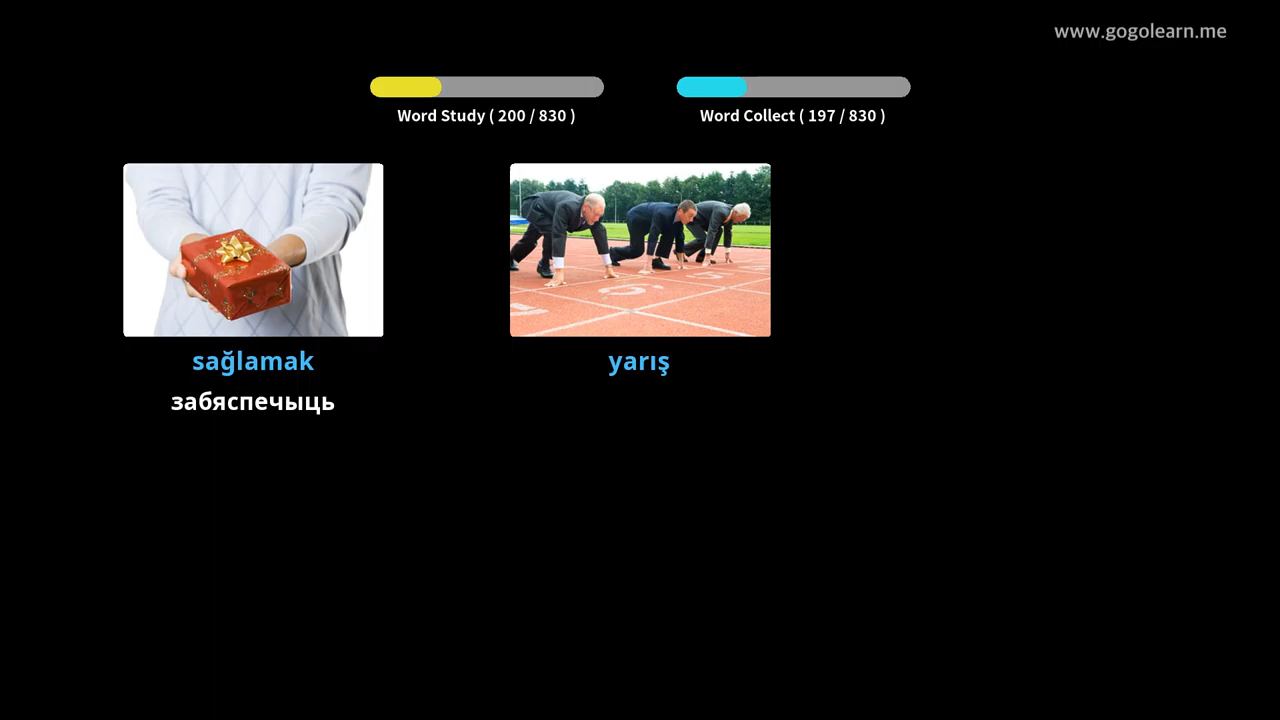 www.gogolearn.me
Word Study ( 200 / 830 )
Word Collect ( 197 / 830 )
sağlamak
забяспечыць
yarış